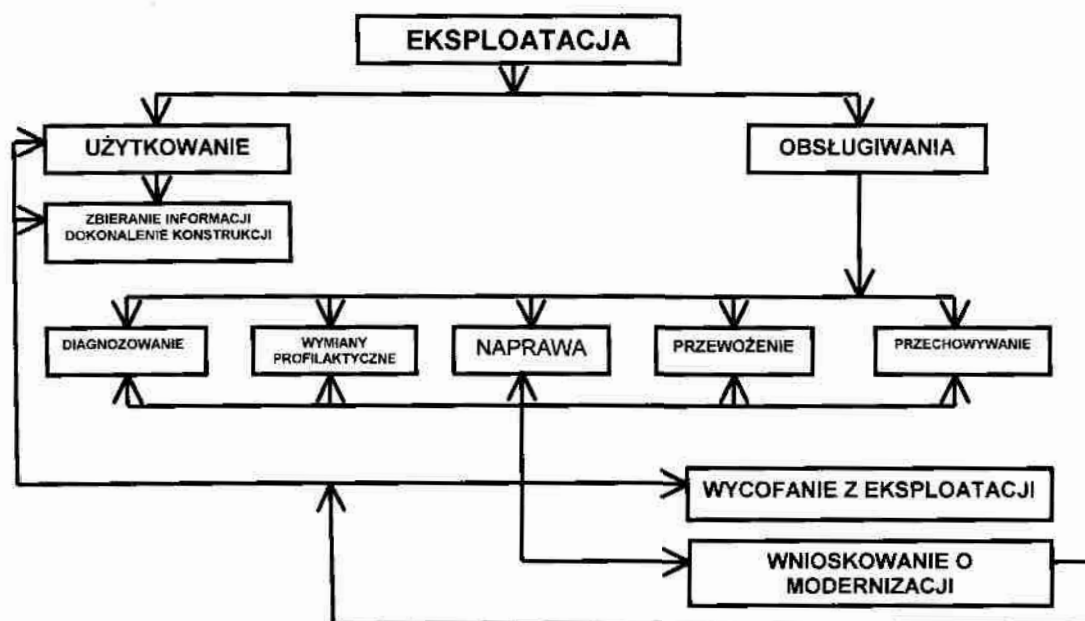 EKSPLOATACJA
UŻYTKOWANIE
OBSŁUGIWANIA
ZBIERANIE INFORMACJI
DOKONALENIE KONSTRUKCJI
DIAGNOZOWANIE
WYMIANY
PROFILAKTYCZNE
NAPRAWA
PRZEWOŻENIE
PRZECHOWYWANIE
WYCOFANIE Z EKSPLOATACJI
WNIOSKOWANIE O
MODERNIZACJI